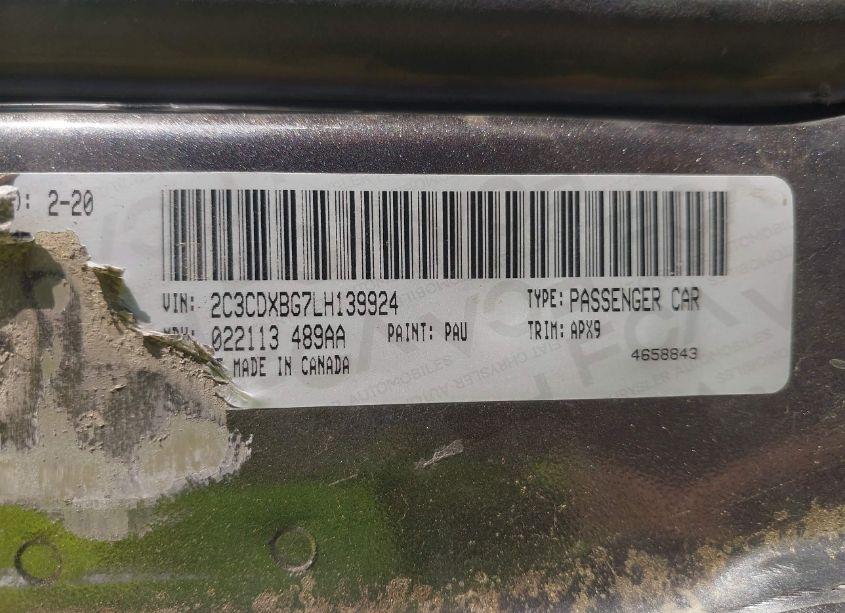 ): 2-20
VIN: 2C3CDXBG7LH139924
TYPE: PASSENGER CAR
022113 489AA PAINT: PAU
TRIM: APX9
MADE IN CANADA
4658843